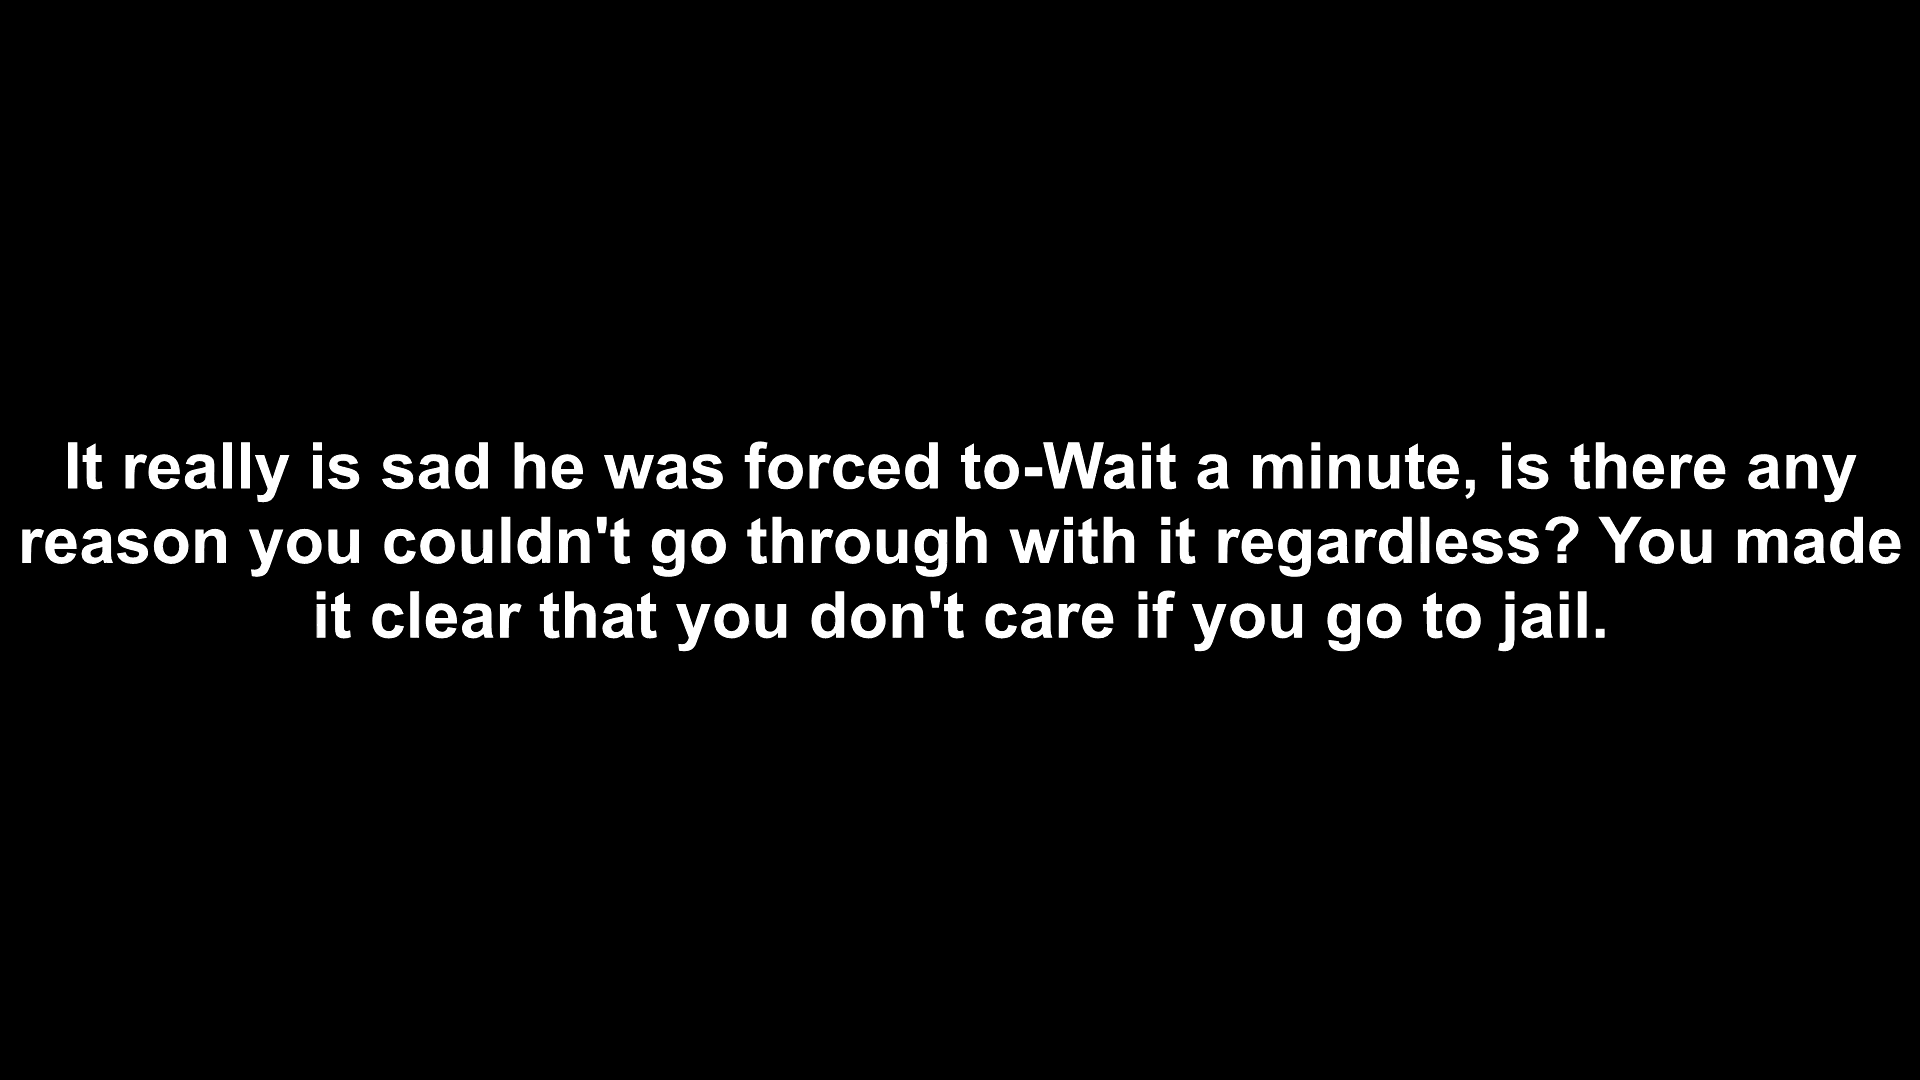 It really is sad he was forced to-Wait a minute, is there any
reason you couldn't go through with it regardless? You made
it clear that you don't care if you go to jail.